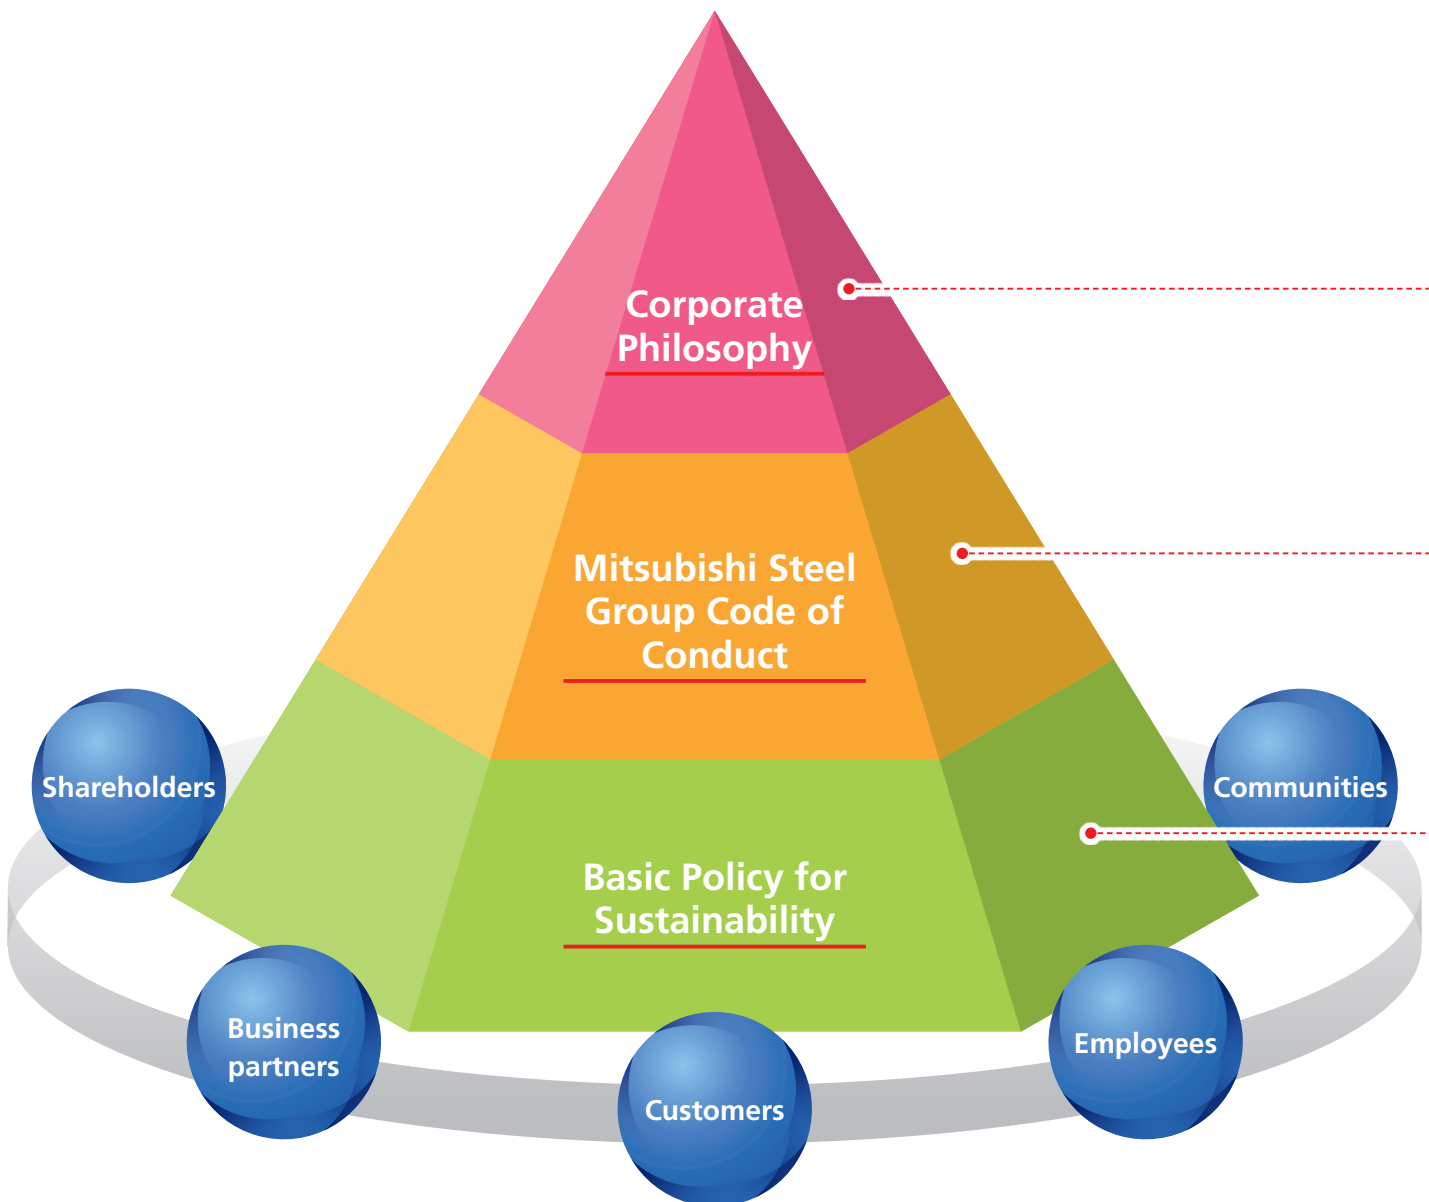 Corporate
Philosophy
Mitsubishi Steel
Group Code of
Conduct
Shareholders
Communities
Basic Policy for
Sustainability
Business
partners
Employees
Customers